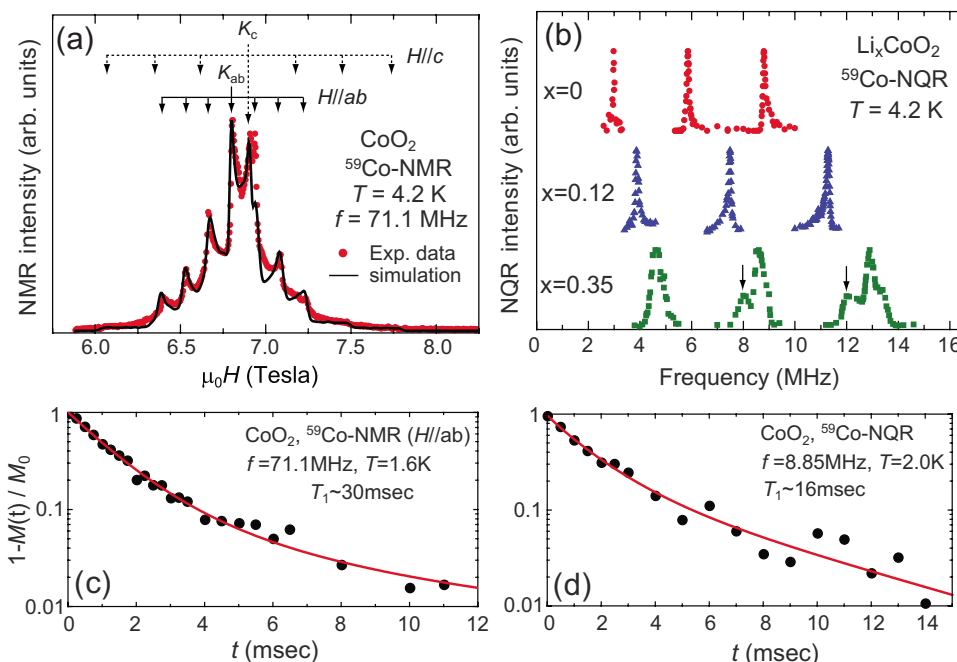 (a)
K_c
H//c
K_ab
H//ab
CoO₂
⁵⁹Co-NMR
T = 4.2 K
f = 71.1 MHz
Exp. data
simulation
NMR intensity (arb. units)
6.0 6.5 7.0 7.5 8.0
μ₀H (Tesla)
(b)
LiₓCoO₂
⁵⁹Co-NQR
T = 4.2 K
x=0
x=0.12
x=0.35
NQR intensity (arb. units)
0 2 4 6 8 10 12 14 16
Frequency (MHz)
CoO₂, ⁵⁹Co-NMR (H//ab)
f =71.1MHz, T=1.6K
T₁~30msec
1-M(t) / M₀
1
0.1
0.01
(c)
0 2 4 6 8 10 12
t (msec)
CoO₂, ⁵⁹Co-NQR
f =8.85MHz, T=2.0K
T₁~16msec
1
0.1
0.01
(d)
0 2 4 6 8 10 12 14
t (msec)